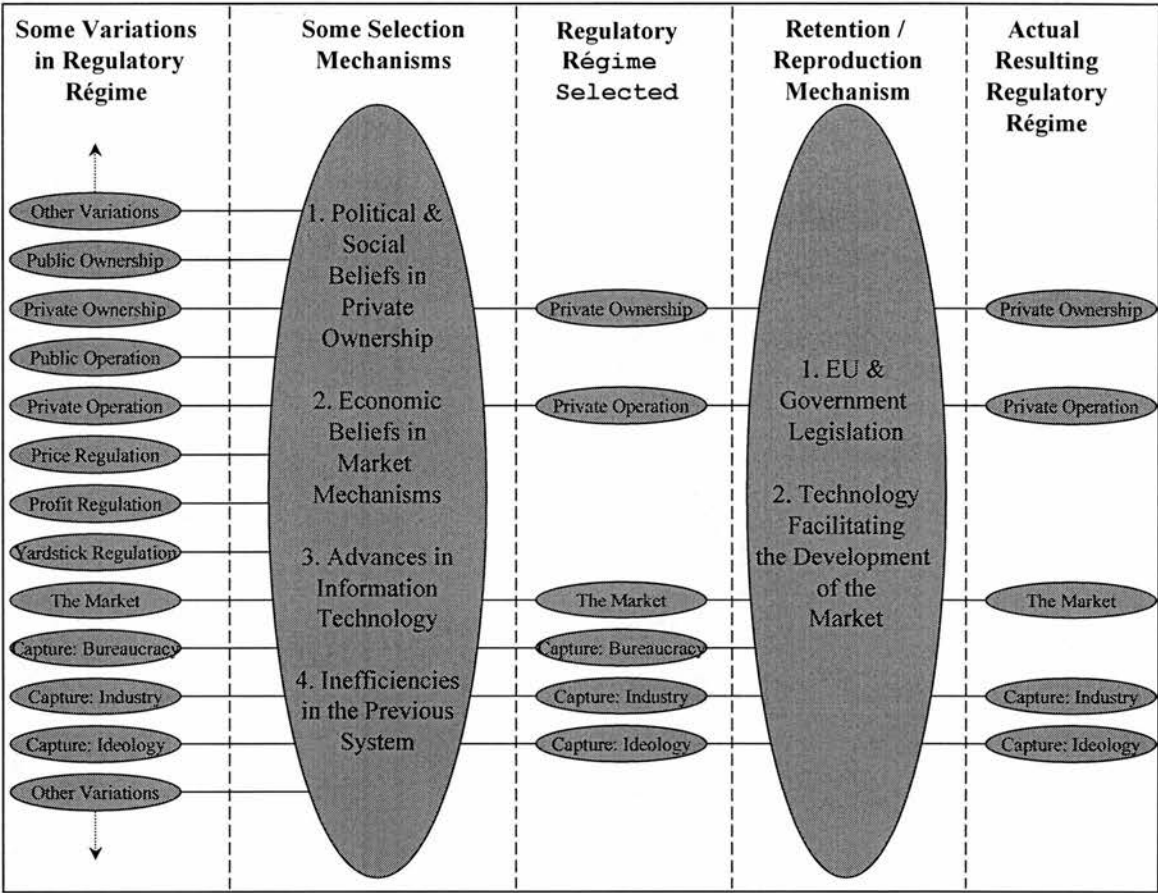 Some Variations
in Regulatory
Régime
Some Selection
Mechanisms
Regulatory
Régime
Selected
Retention /
Reproduction
Mechanism
Actual
Resulting
Regulatory
Régime
Other Variations
Public Ownership
Private Ownership
Public Operation
Private Operation
Price Regulation
Profit Regulation
Yardstick Regulation
The Market
Capture: Bureaucracy
Capture: Industry
Capture: Ideology
Other Variations
1. Political &
Social
Beliefs in
Private
Ownership
2. Economic
Beliefs in
Market
Mechanisms
3. Advances in
Information
Technology
4. Inefficiencies
in the Previous
System
Private Ownership
Private Operation
The Market
Capture: Bureaucracy
Capture: Industry
Capture: Ideology
1. EU &
Government
Legislation
2. Technology
Facilitating
the Development
of the
Market
Private Ownership
Private Operation
The Market
Capture: Industry
Capture: Ideology